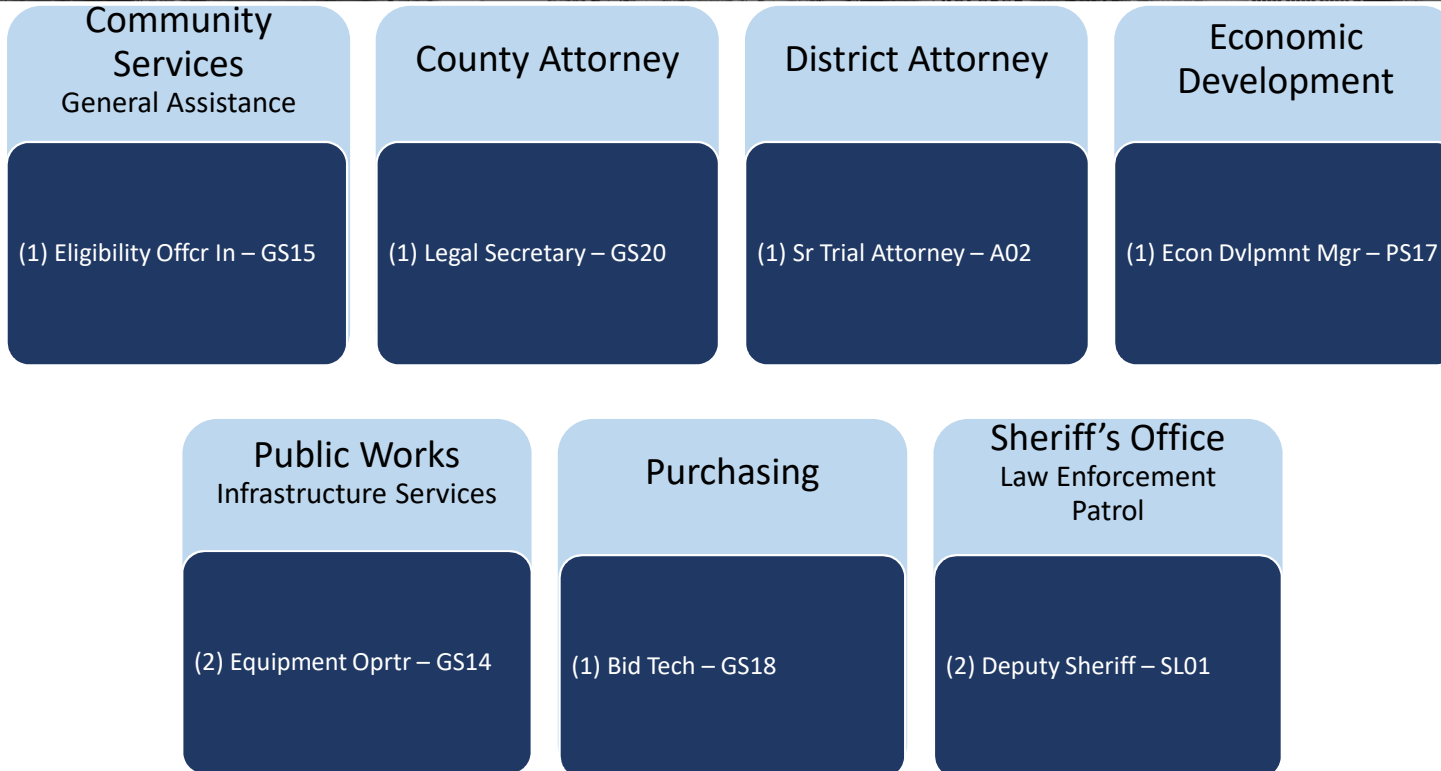 Community
Services
General Assistance
(1) Eligibility Offcr In – GS15
County Attorney
(1) Legal Secretary – GS20
District Attorney
(1) Sr Trial Attorney – A02
Economic
Development
(1) Econ Dvlpmnt Mgr – PS17
Public Works
Infrastructure Services
(2) Equipment Oprtr – GS14
Purchasing
(1) Bid Tech – GS18
Sheriff’s Office
Law Enforcement
Patrol
(2) Deputy Sheriff – SL01